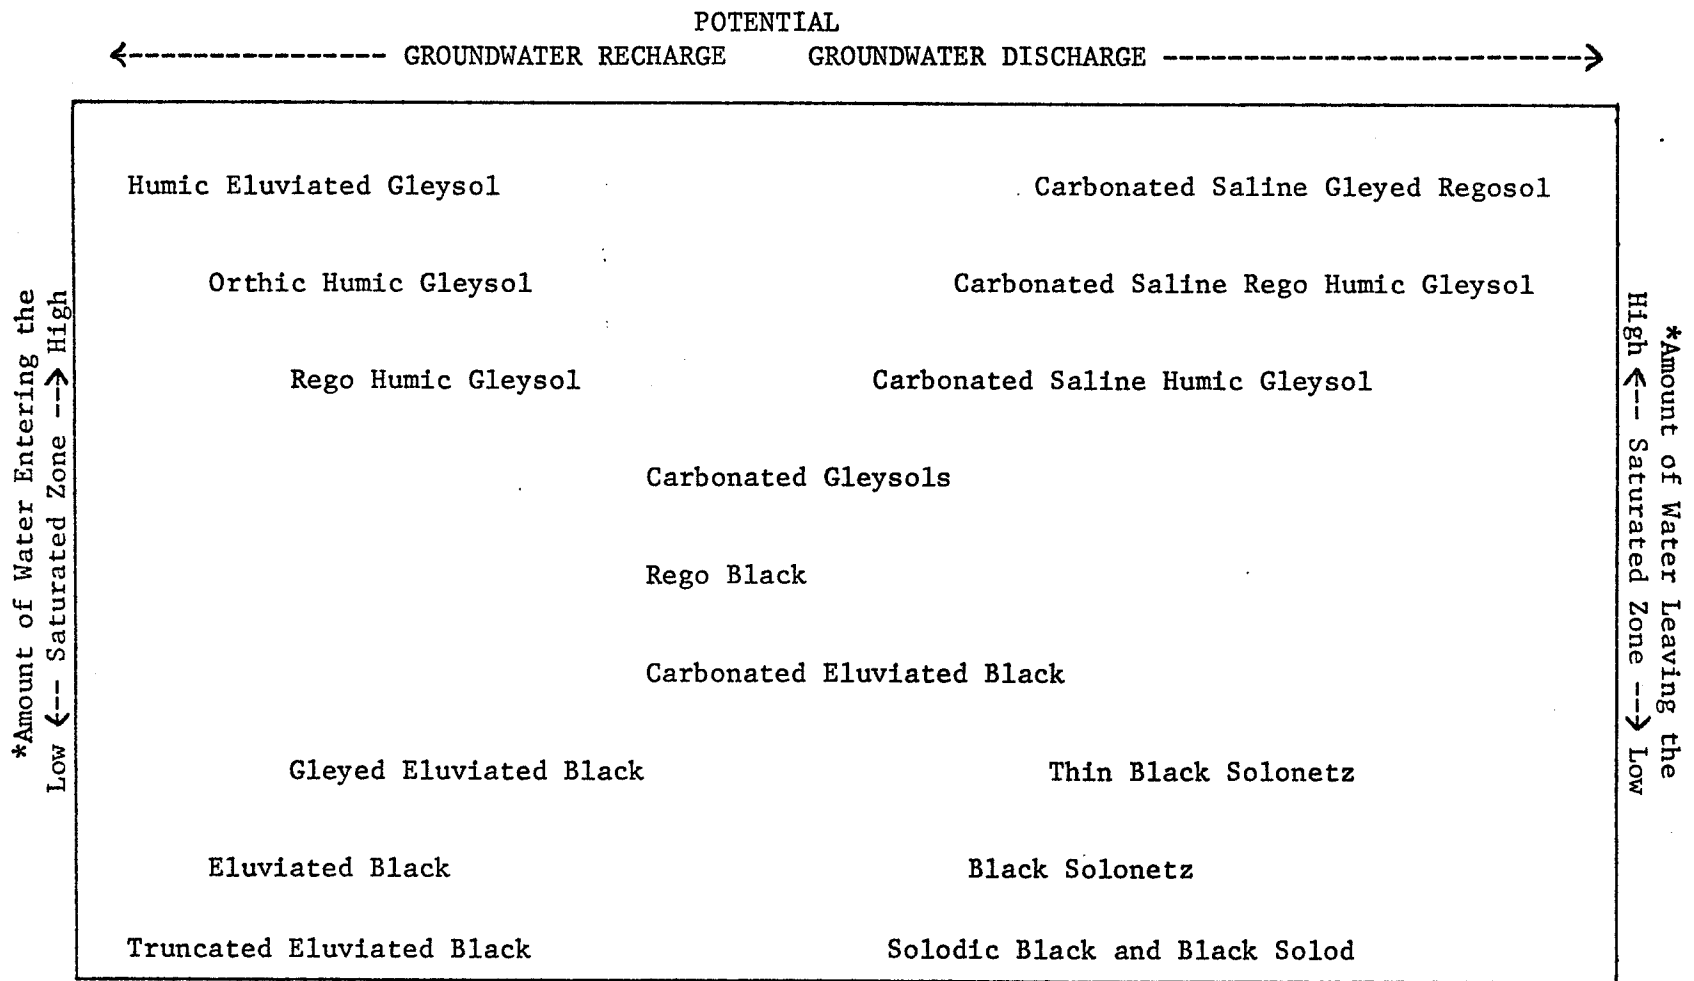 POTENTIAL
<---------------- GROUNDWATER RECHARGE GROUNDWATER DISCHARGE --------------------------->
Humic Eluviated Gleysol Carbonated Saline Gleyed Regosol
Orthic Humic Gleysol Carbonated Saline Rego Humic Gleysol
Rego Humic Gleysol Carbonated Saline Humic Gleysol
Carbonated Gleysols
Rego Black
Carbonated Eluviated Black
Gleyed Eluviated Black Thin Black Solonetz
Eluviated Black Black Solonetz
Truncated Eluviated Black Solodic Black and Black Solod
*Amount of Water Entering the
Low <-- Saturated Zone --> High
*Amount of Water Leaving the
High <-- Saturated Zone --> Low